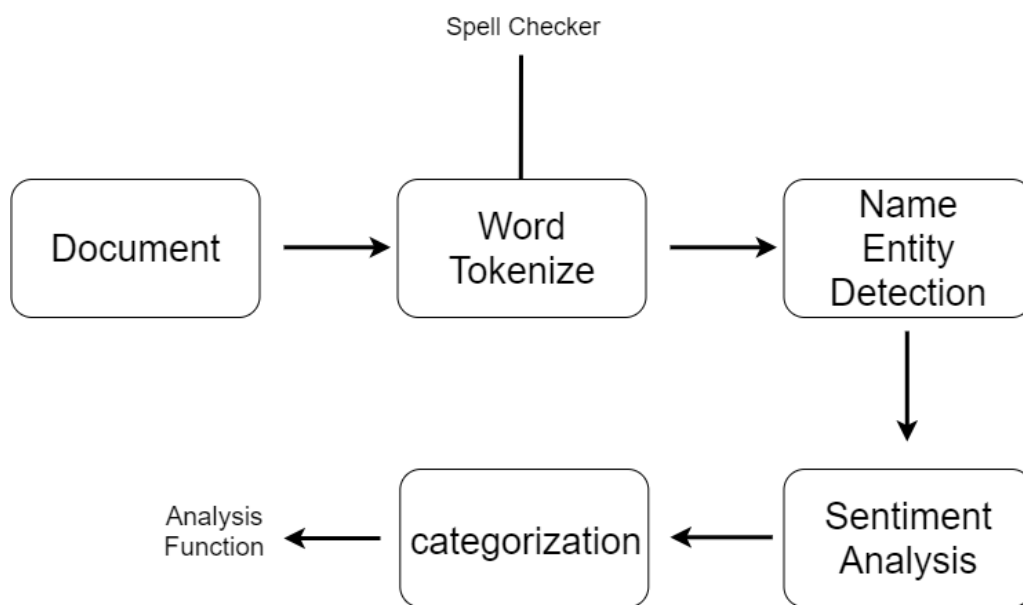 Spell Checker
Document
Word
Tokenize
Name
Entity
Detection
Sentiment
Analysis
categorization
Analysis
Function